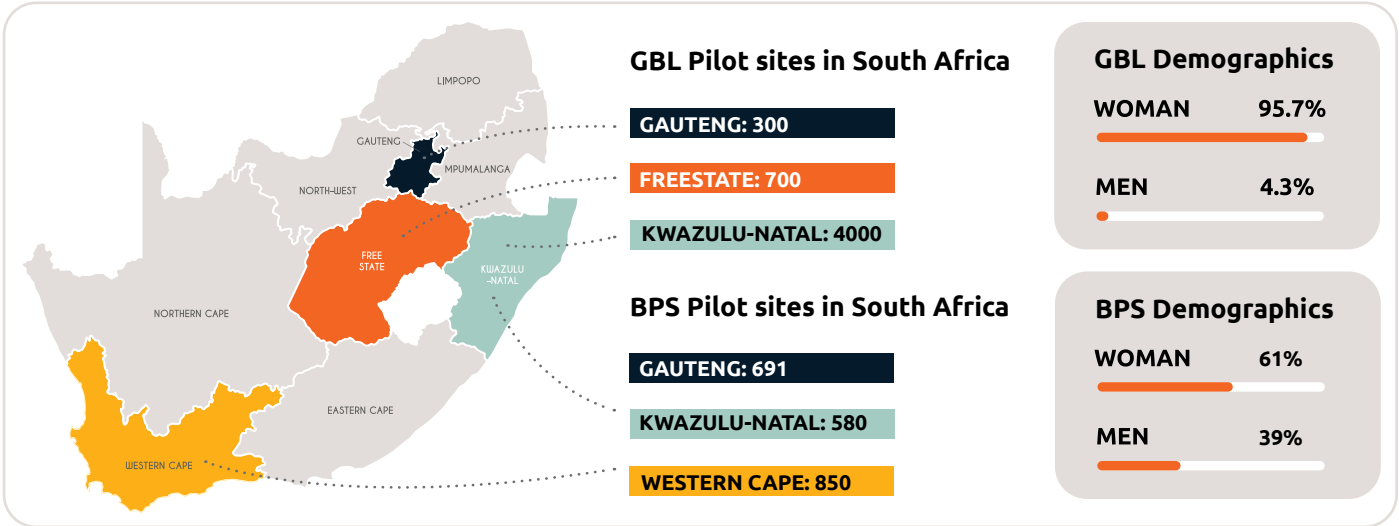 LIMPOPO
GAUTENG
MPUMALANGA
NORTH-WEST
FREE
STATE
KWAZULU
-NATAL
NORTHERN CAPE
EASTERN CAPE
WESTERN CAPE
GBL Pilot sites in South Africa
GAUTENG: 300
FREESTATE: 700
KWAZULU-NATAL: 4000
BPS Pilot sites in South Africa
GAUTENG: 691
KWAZULU-NATAL: 580
WESTERN CAPE: 850
GBL Demographics
WOMAN 95.7%
MEN 4.3%
BPS Demographics
WOMAN 61%
MEN 39%